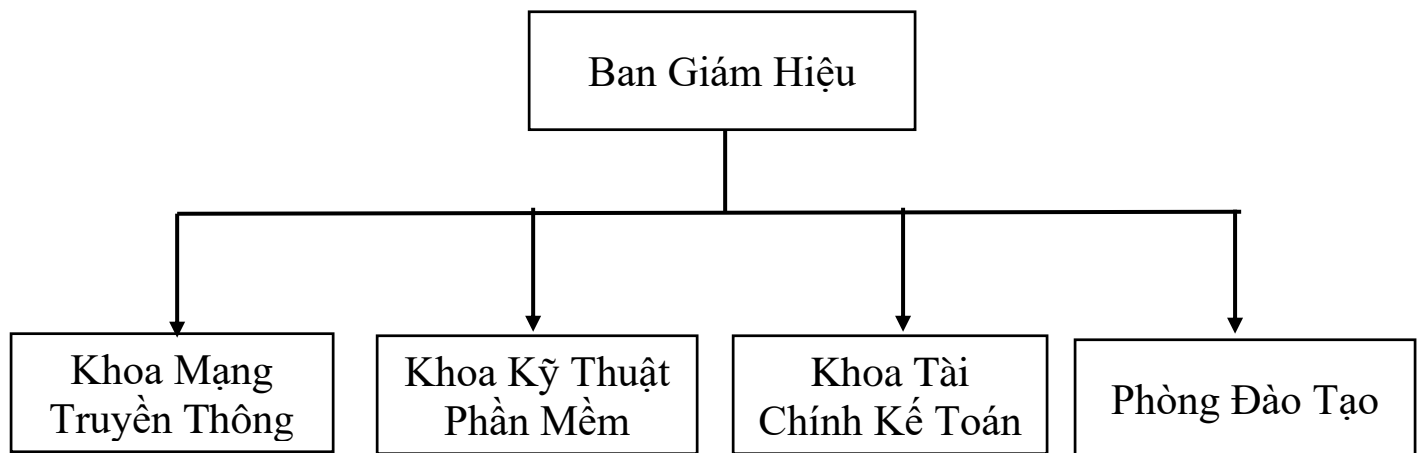 Ban Giám Hiệu
Khoa Mạng
Truyền Thông
Khoa Kỹ Thuật
Phần Mềm
Khoa Tài
Chính Kế Toán
Phòng Đào Tạo